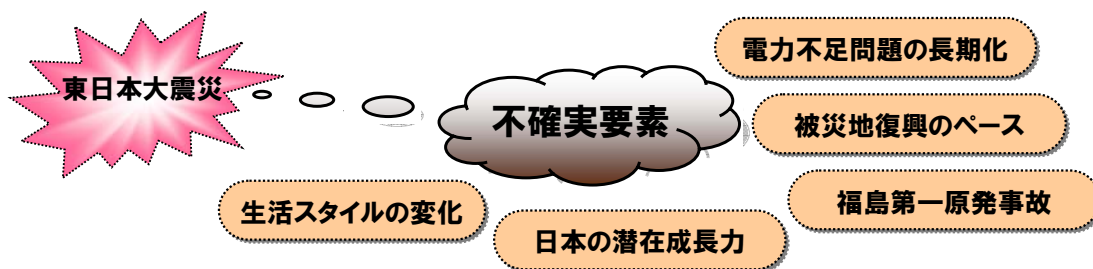 東日本大震災
不確実要素
電力不足問題の長期化
被災地復興のペース
福島第一原発事故
生活スタイルの変化
日本の潜在成長力